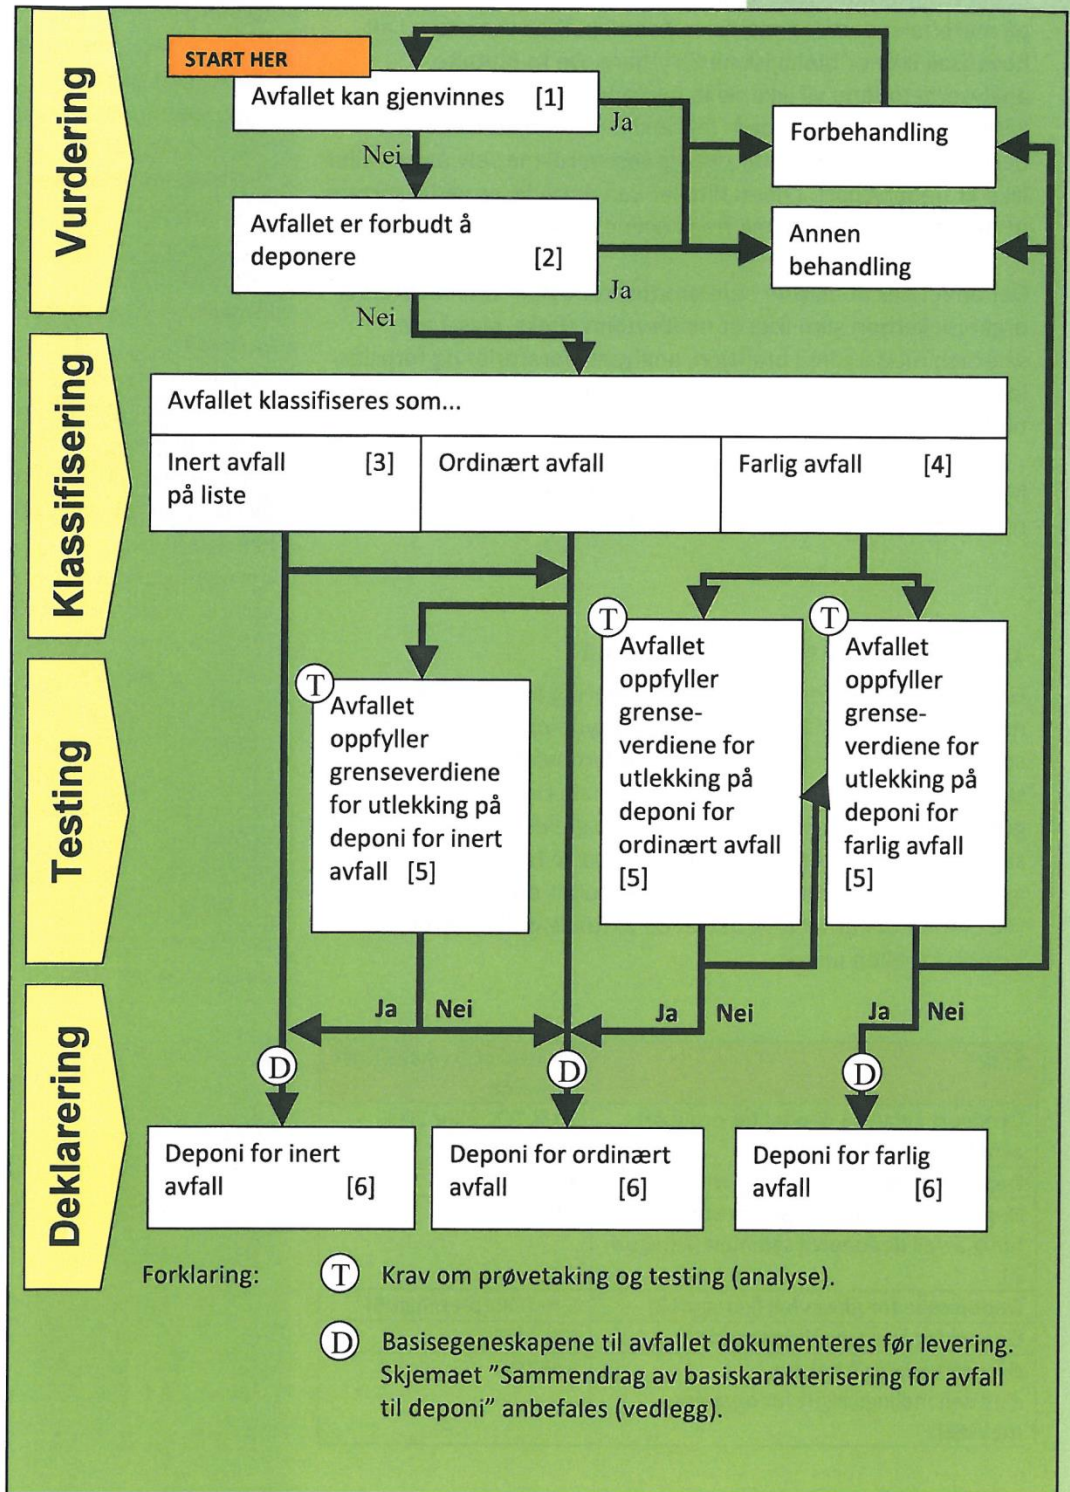 START HER
Avfallet kan gjenvinnes [1]
Ja
Nei
Forbehandling
Avfallet er forbudt å
deponere [2]
Ja
Nei
Annen
behandling
Vurdering
Avfallet klassifiseres som...
Inert avfall [3]
på liste
Ordinært avfall
Farlig avfall [4]
Klassifisering
T
Avfallet
oppfyller
grenseverdiene
for utlekking på
deponi for inert
avfall [5]
T
Avfallet
oppfyller
grense-
verdiene for
utlekking på
deponi for
ordinært avfall
[5]
T
Avfallet
oppfyller
grense-
verdiene for
utlekking på
deponi for
farlig avfall
[5]
Testing
Ja Nei
Ja Nei
Ja Nei
D
D
D
Deklarering
Deponi for inert
avfall [6]
Deponi for ordinært
avfall [6]
Deponi for farlig
avfall [6]
Forklaring:
T Krav om prøvetaking og testing (analyse).
D Basisegeneskapene til avfallet dokumenteres før levering.
Skjemaet "Sammendrag av basiskarakterisering for avfall
til deponi" anbefales (vedlegg).